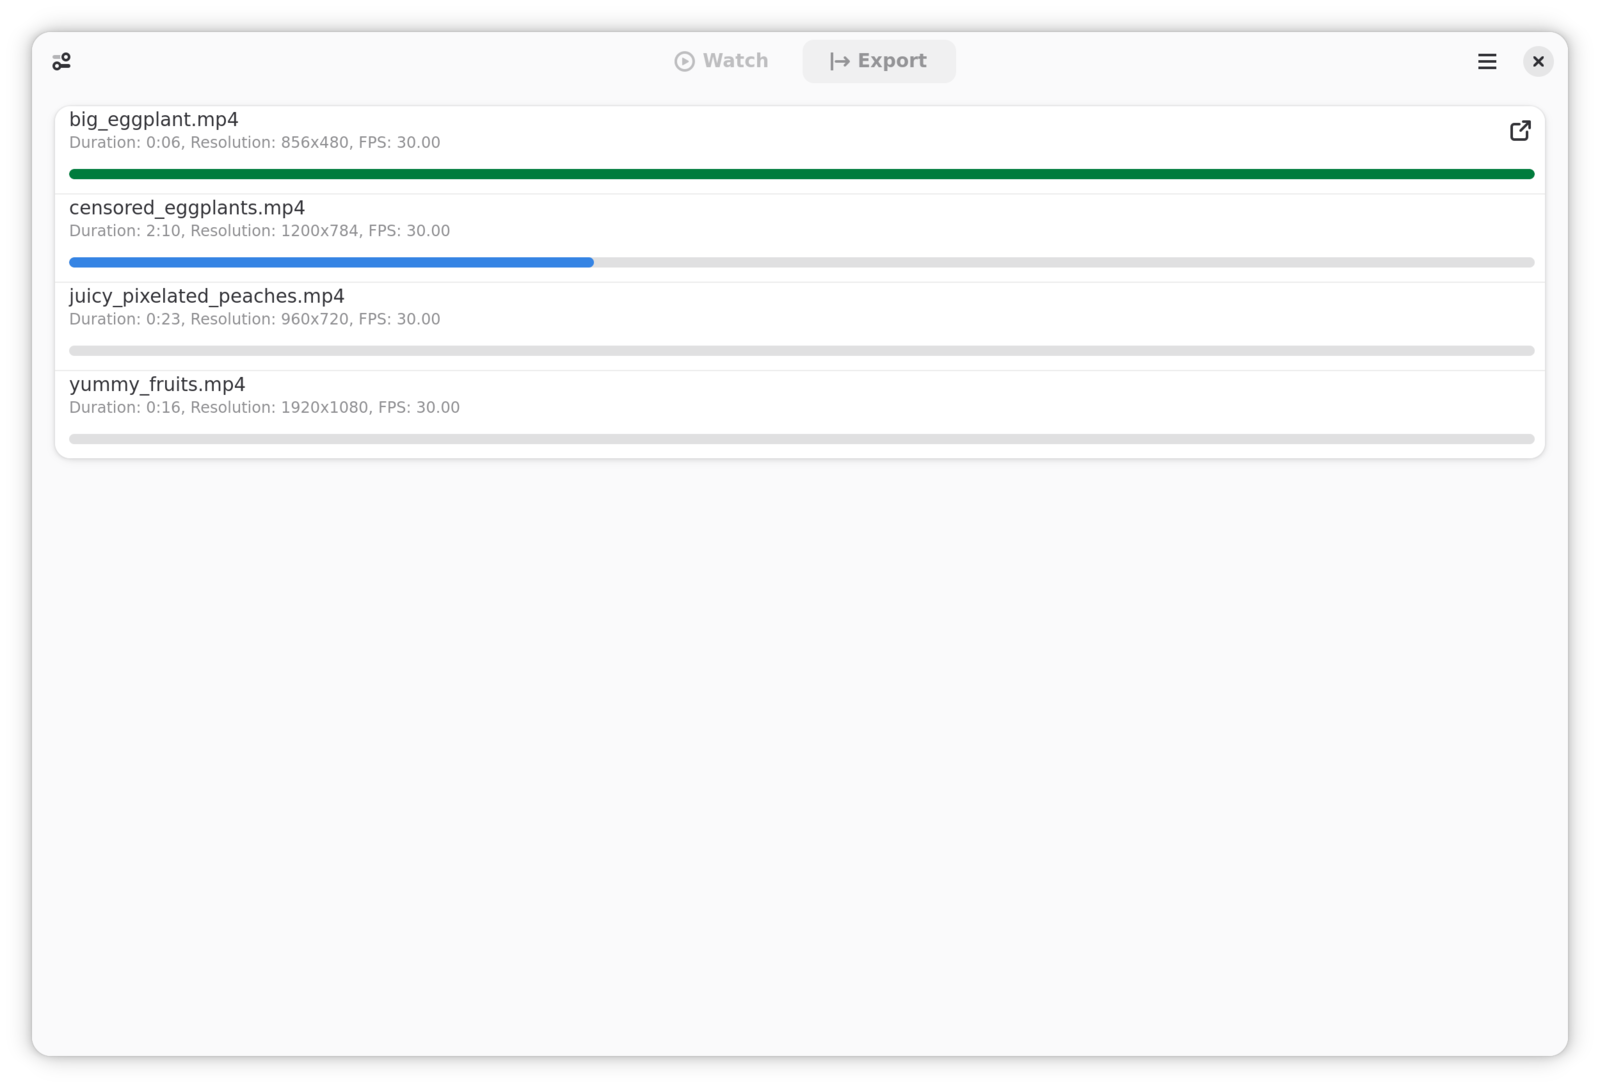 Watch
Export
big_eggplant.mp4
Duration: 0:06, Resolution: 856x480, FPS: 30.00
censored_eggplants.mp4
Duration: 2:10, Resolution: 1200x784, FPS: 30.00
juicy_pixelated_peaches.mp4
Duration: 0:23, Resolution: 960x720, FPS: 30.00
yummy_fruits.mp4
Duration: 0:16, Resolution: 1920x1080, FPS: 30.00